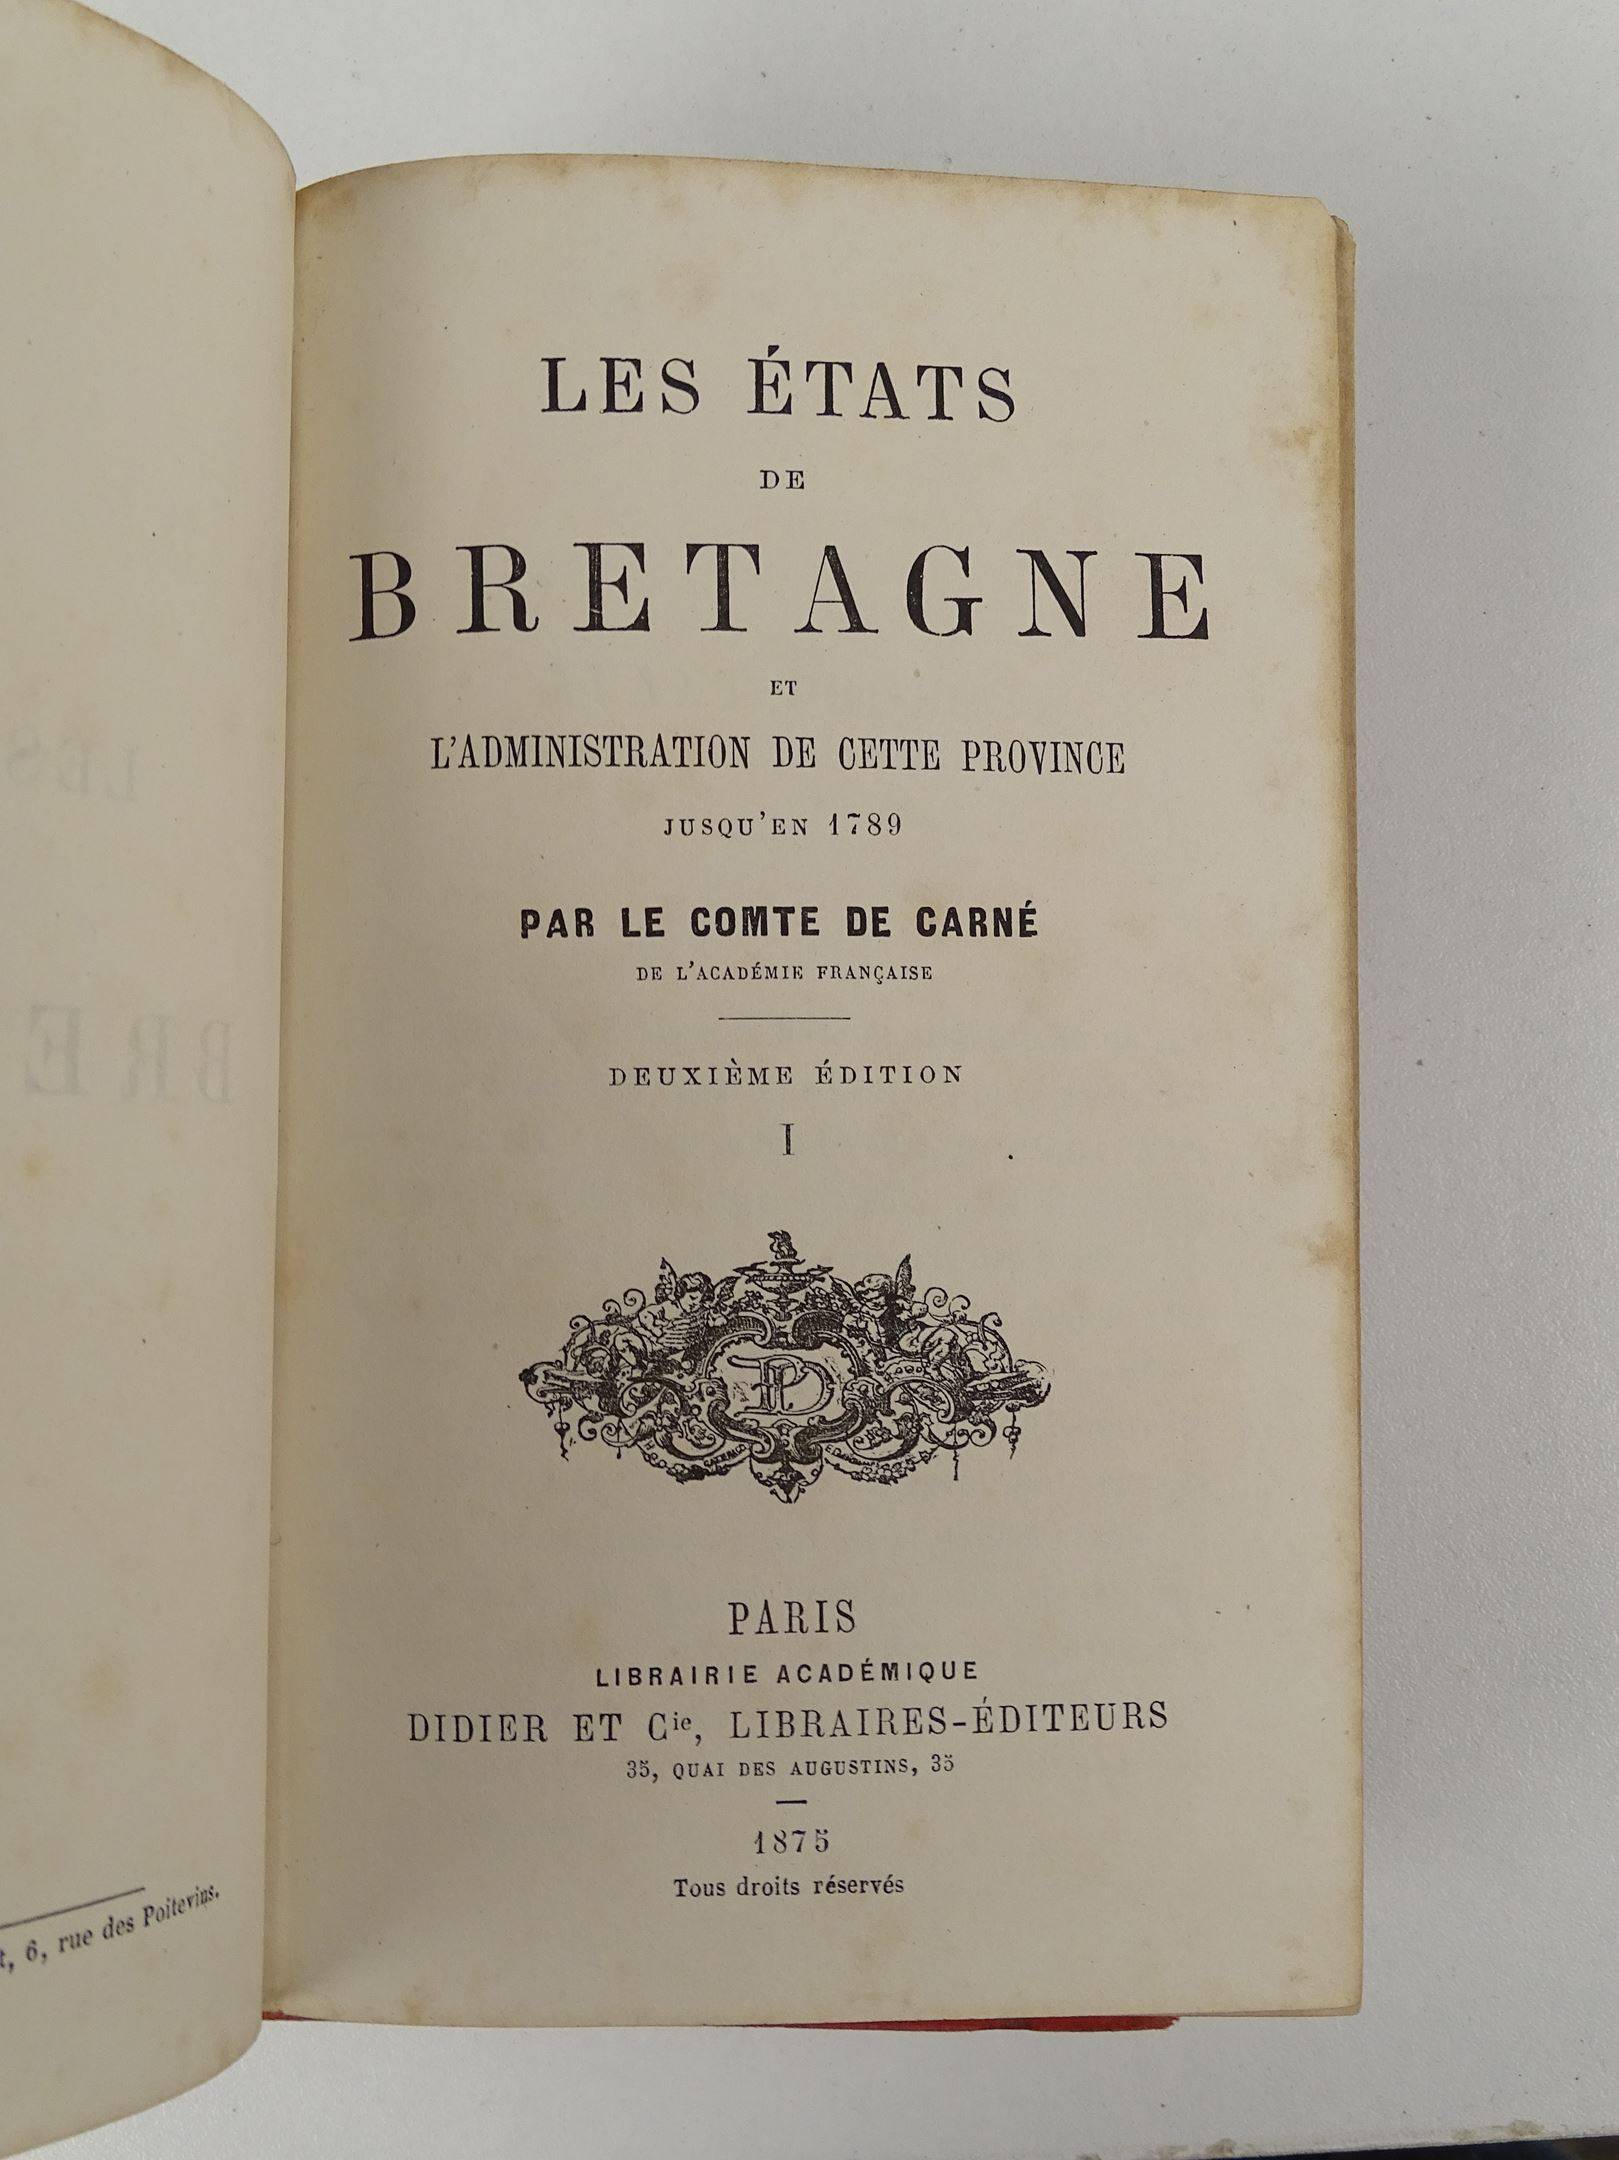 LES ÉTATS
DE
BRETAGNE
ET
L'ADMINISTRATION DE CETTE PROVINCE
JUSQU'EN 1789
PAR LE COMTE DE CARNÉ
DE L'ACADÉMIE FRANÇAISE
DEUXIÈME ÉDITION
I
PARIS
LIBRAIRIE ACADÉMIQUE
DIDIER ET Cie, LIBRAIRES-ÉDITEURS
35, QUAI DES AUGUSTINS, 35
1875
Tous droits réservés
t, 6, rue des Poitevins.